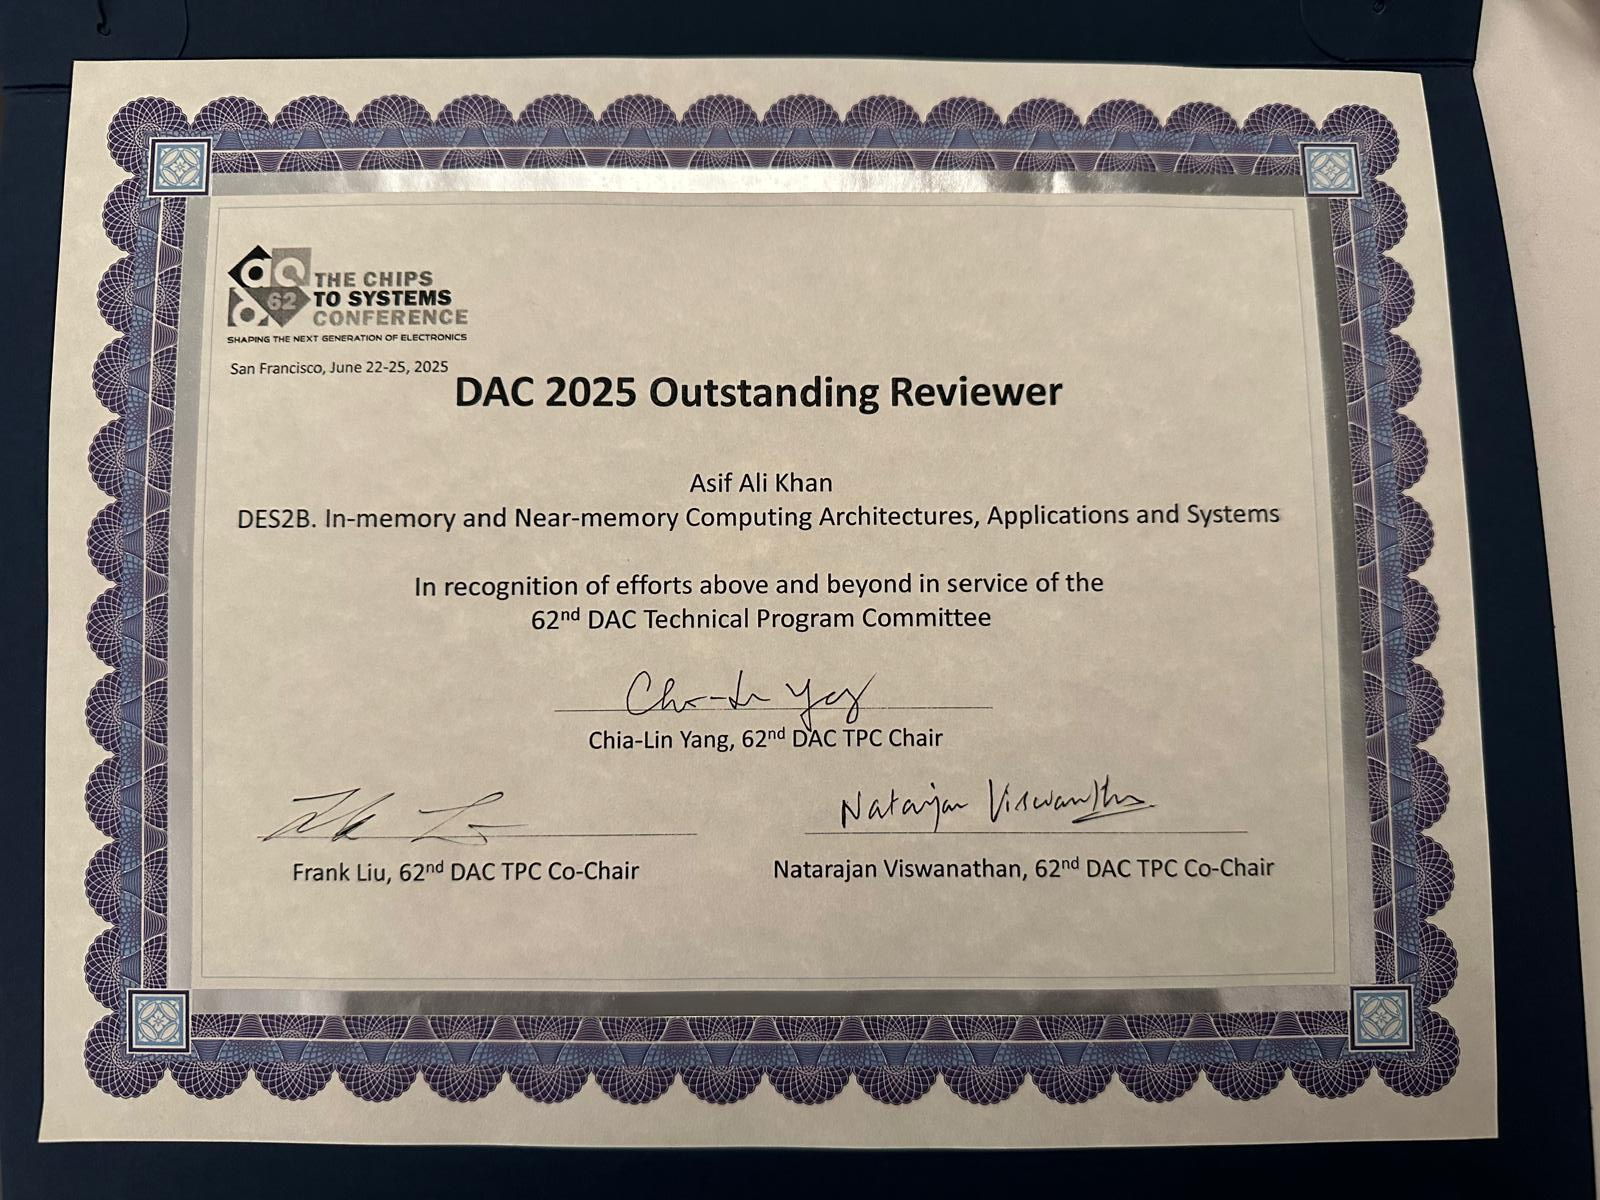 THE CHIPS
TO SYSTEMS
CONFERENCE
62
SHAPING THE NEXT GENERATION OF ELECTRONICS
San Francisco, June 22-25, 2025
DAC 2025 Outstanding Reviewer
Asif Ali Khan
DES2B. In-memory and Near-memory Computing Architectures, Applications and Systems
In recognition of efforts above and beyond in service of the
62nd DAC Technical Program Committee
Chia-Lin Yang, 62nd DAC TPC Chair
Natarajan Viswanathan
Frank Liu, 62nd DAC TPC Co-Chair
Natarajan Viswanathan, 62nd DAC TPC Co-Chair